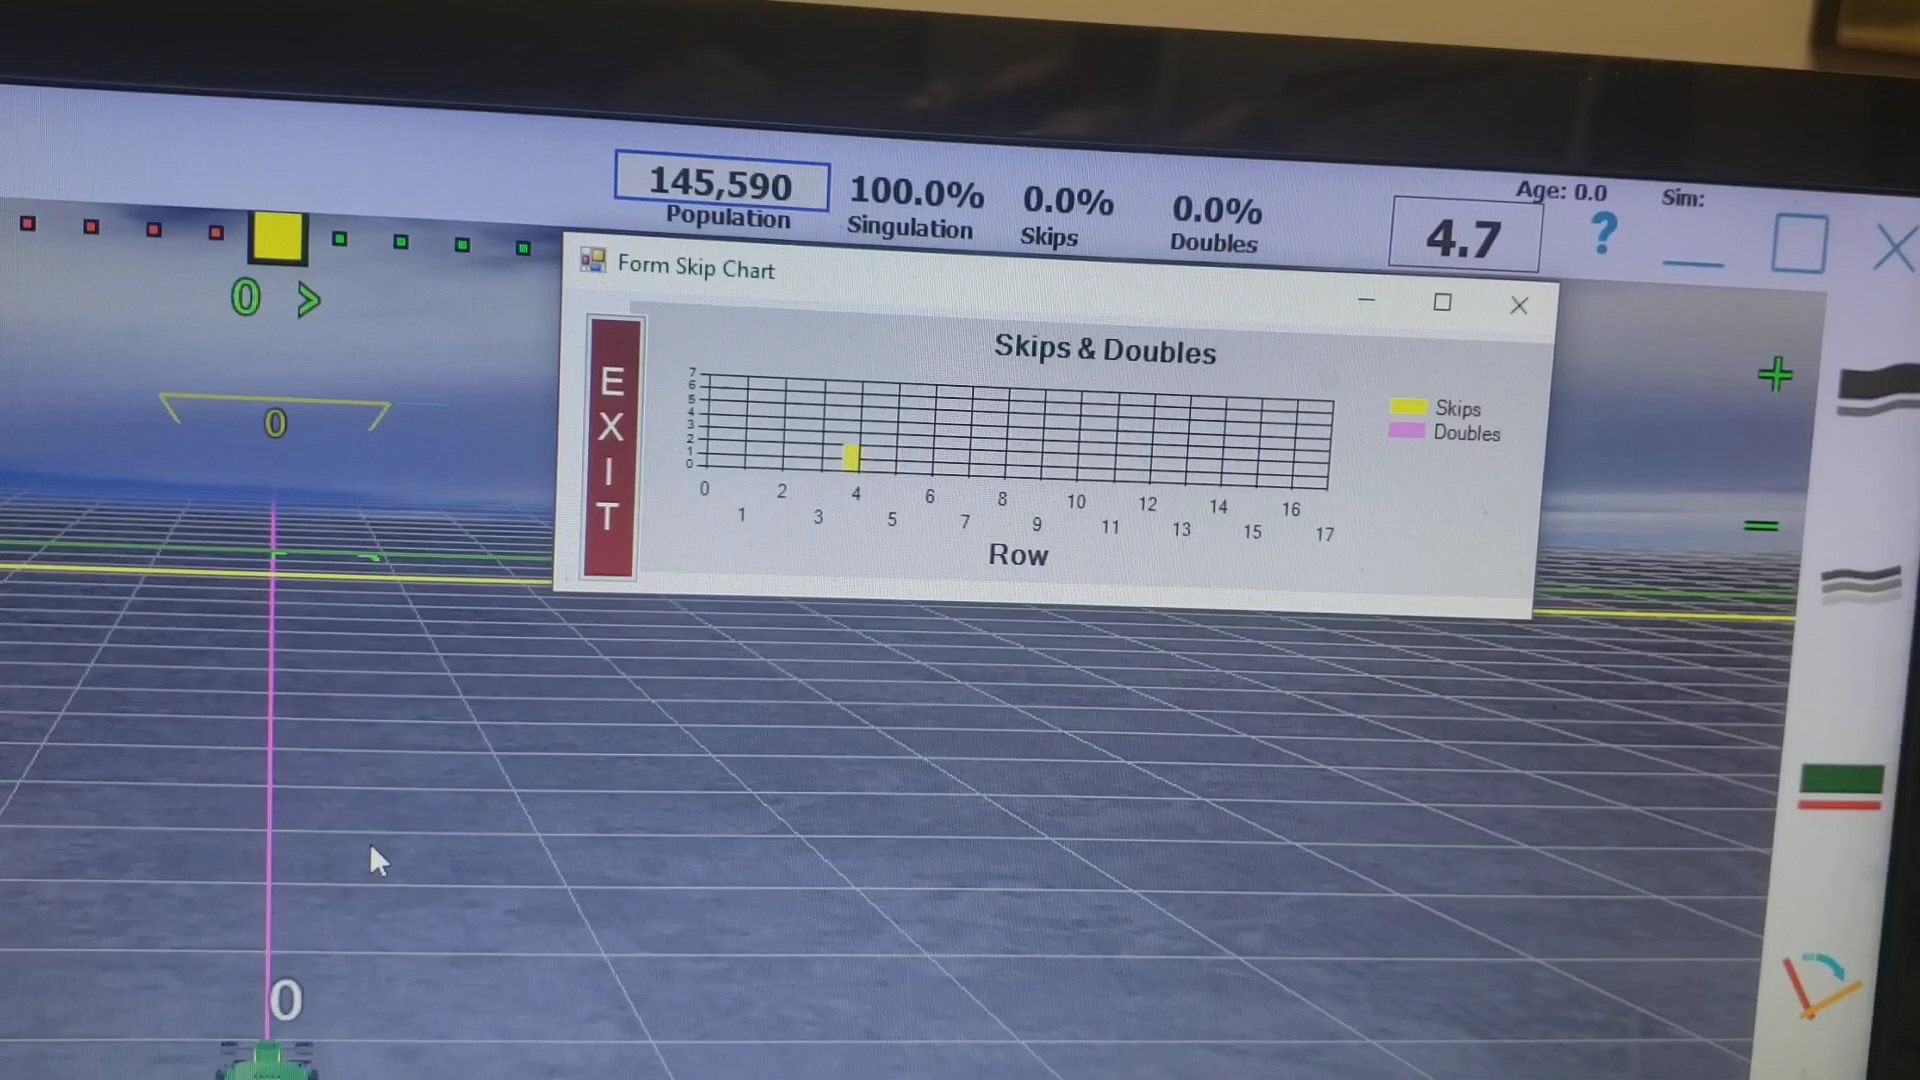 145,590
Population
100.0%
Singulation
0.0%
Skips
0.0%
Doubles
4.7
Age: 0.0
Sim:
?
0 >
0
Form Skip Chart
EXIT
Skips & Doubles
7
6
5
4
3
2
1
0
0 2 4 6 8 10 12 14 16
1 3 5 7 9 11 13 15 17
Row
Skips
Doubles
0